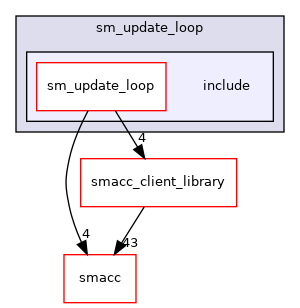 sm_update_loop
sm_update_loop include
4
smacc_client_library
4 43
smacc